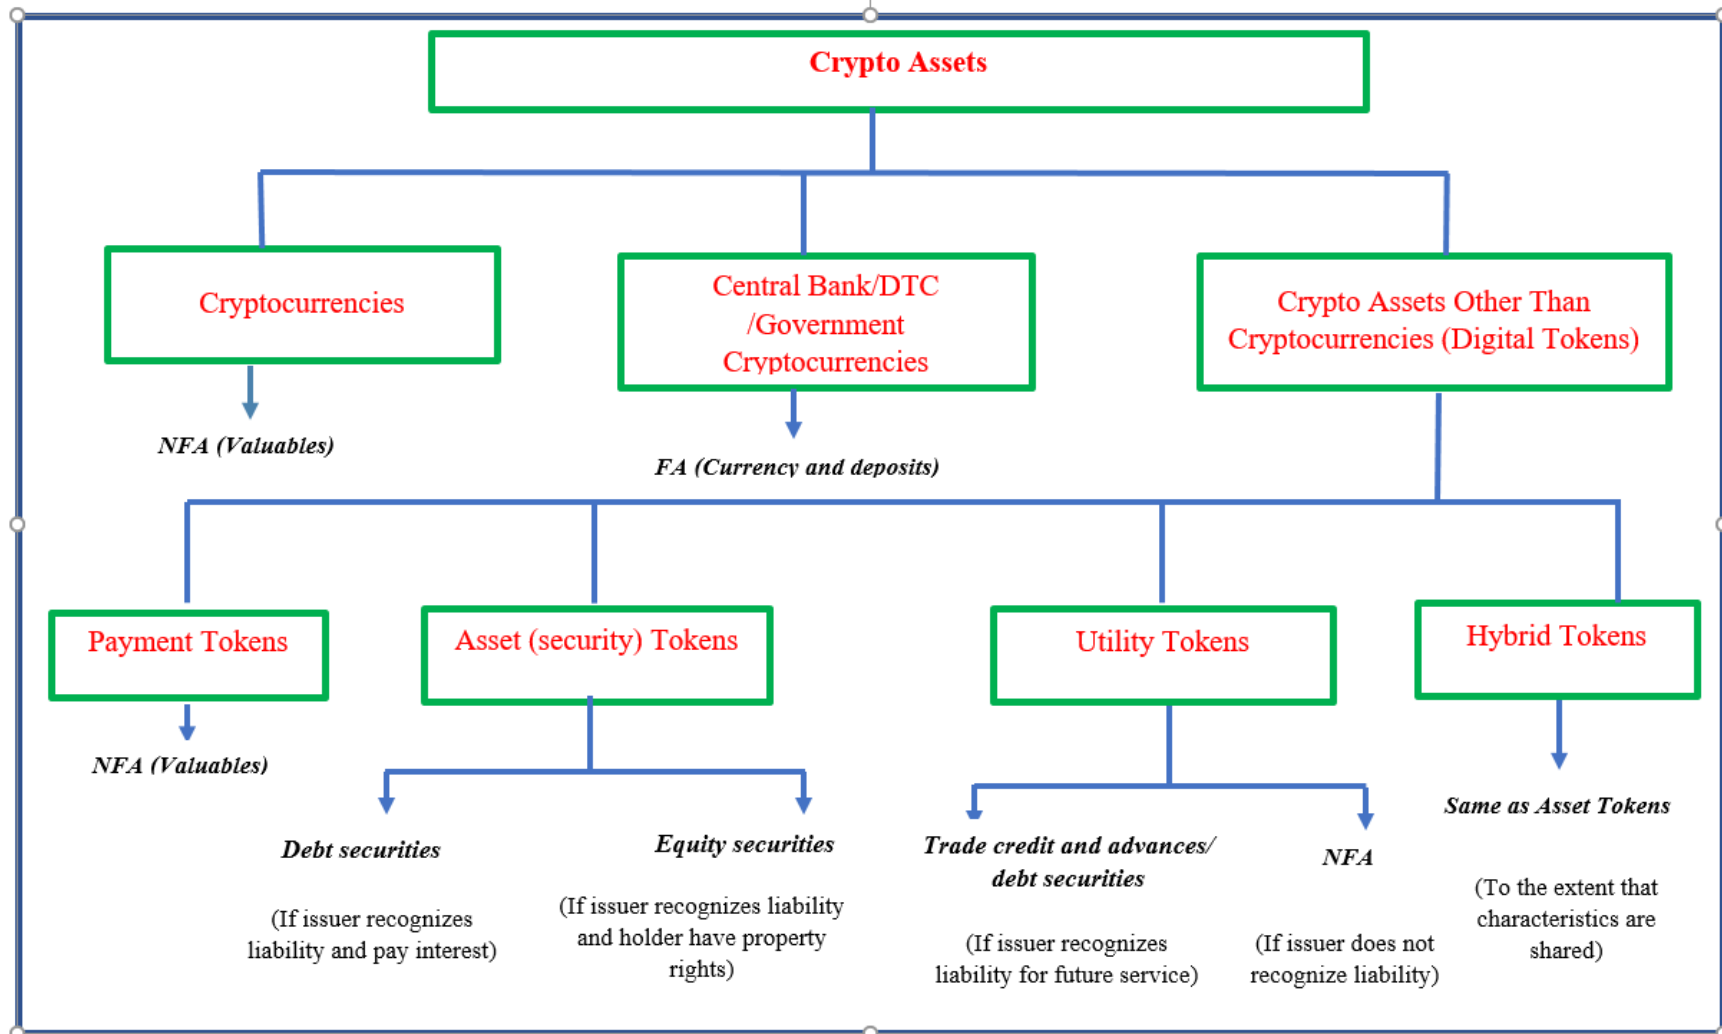 Crypto Assets
Cryptocurrencies
Central Bank/DTC
/Government
Cryptocurrencies
Crypto Assets Other Than
Cryptocurrencies (Digital Tokens)
NFA (Valuables)
FA (Currency and deposits)
Payment Tokens
Asset (security) Tokens
Utility Tokens
Hybrid Tokens
NFA (Valuables)
Debt securities
(If issuer recognizes
liability and pay interest)
Equity securities
(If issuer recognizes liability
and holder have property
rights)
Trade credit and advances/
debt securities
(If issuer recognizes
liability for future service)
NFA
(If issuer does not
recognize liability)
Same as Asset Tokens
(To the extent that
characteristics are
shared)